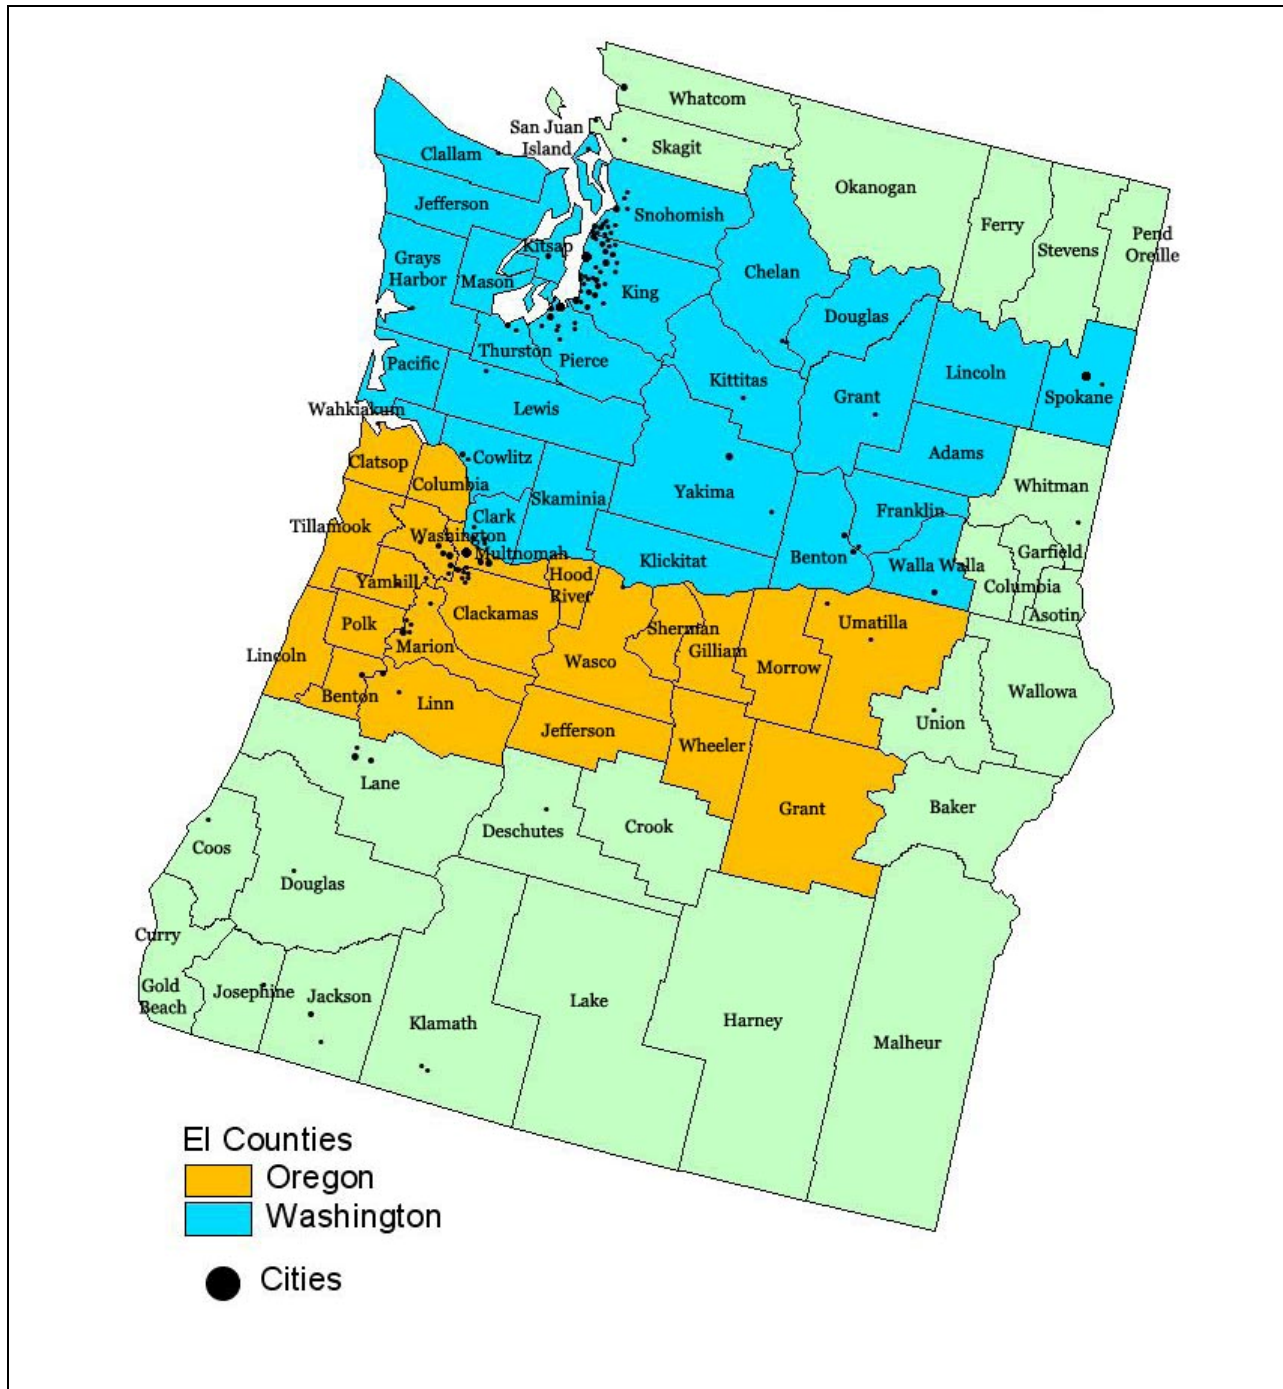 Whatcom
San Juan
Island
Skagit
Clallam
Okanogan
Jefferson
Snohomish
Ferry
Stevens
Pend
Oreille
Kitsap
Grays
Harbor
Mason
King
Chelan
Douglas
Thurston
Pierce
Pacific
Kittitas
Lincoln
Grant
Spokane
Wahkiakum
Lewis
Adams
Clatsop
Columbia
Cowlitz
Skaminia
Yakima
Whitman
Tillamook
Clark
Franklin
Washington
Multnomah
Klickitat
Benton
Walla Walla
Garfield
Columbia
Asotin
Yamhill
Hood
River
Clackamas
Polk
Marion
Sherman
Gilliam
Umatilla
Lincoln
Wasco
Morrow
Benton
Linn
Wallowa
Union
Jefferson
Wheeler
Lane
Grant
Baker
Deschutes
Crook
Coos
Douglas
Curry
Gold
Beach
Josephine
Jackson
Klamath
Lake
Harney
Malheur
EI Counties
Oregon
Washington
Cities